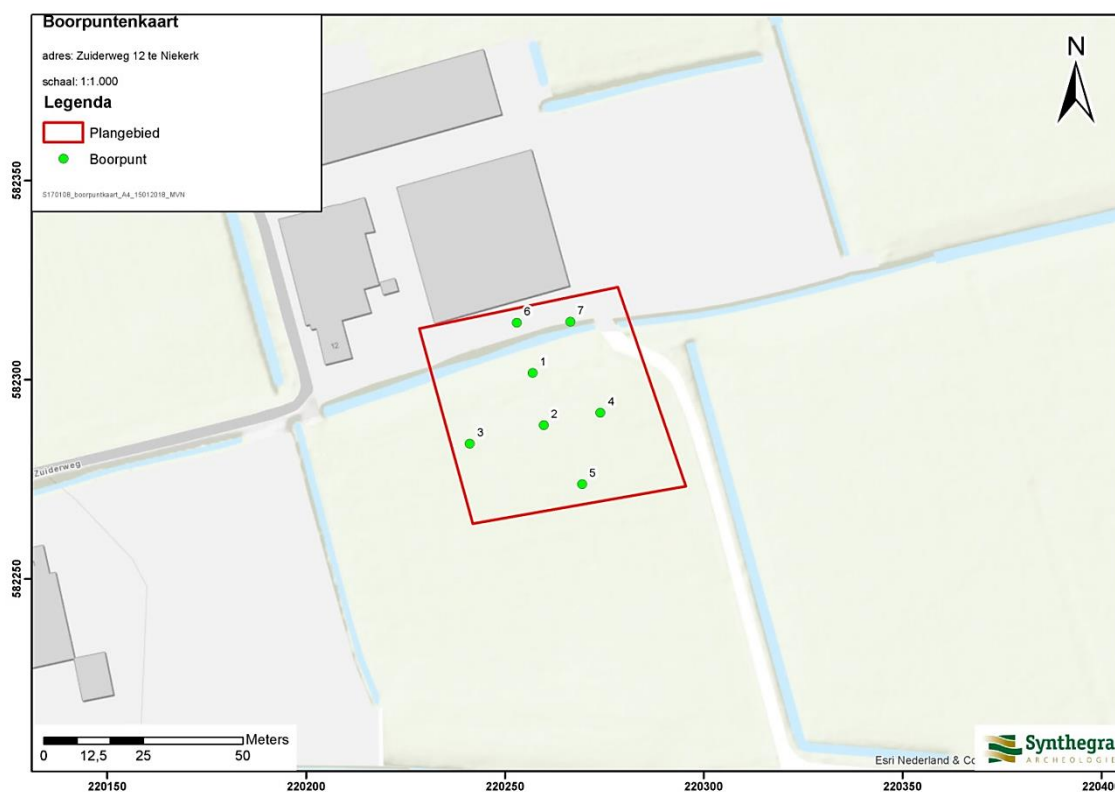 Boorpuntenkaart
adres: Zuiderweg 12 te Niekerk
schaal: 1:1.000
Legenda
Plangebied
Boorpunt
S170108_boorpuntkaart_A4_15012018_MVN
N
582350
582300
582250
12
6
7
1
4
2
3
5
Zuiderweg
Meters
0 12,5 25 50
Esri Nederland & Co
Synthegra
ARCHEOLOGIE
220150 220200 220250 220300 220350 22040